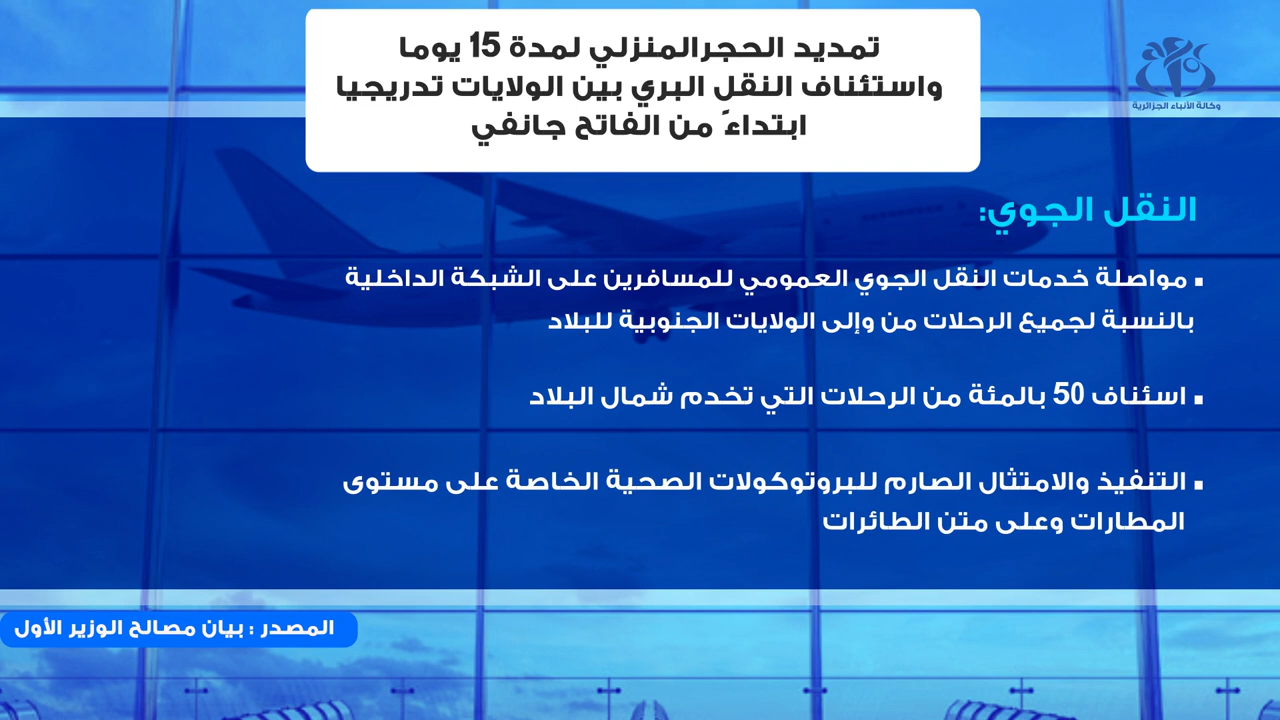 تمديد الحجرالمنزلي لمدة 15 يوما
واستئناف النقل البري بين الولايات تدريجيا
ابتداءً من الفاتح جانفي
وكالة الأنباء الجزائرية
النقل الجوي:
▪ مواصلة خدمات النقل الجوي العمومي للمسافرين على الشبكة الداخلية
بالنسبة لجميع الرحلات من وإلى الولايات الجنوبية للبلاد
▪ اسئناف 50 بالمئة من الرحلات التي تخدم شمال البلاد
▪ التنفيذ والامتثال الصارم للبروتوكولات الصحية الخاصة على مستوى
المطارات وعلى متن الطائرات
المصدر : بيان مصالح الوزير الأول